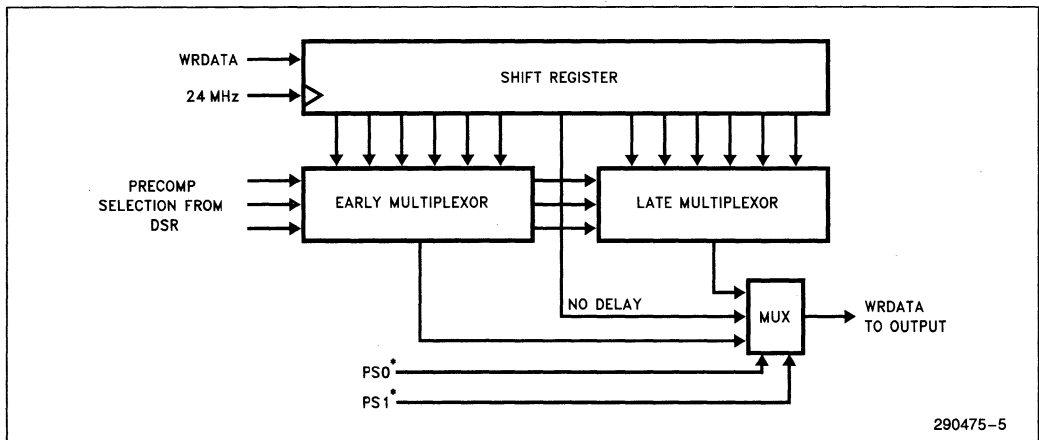 WRDATA
24 MHz
SHIFT REGISTER
PRECOMP
SELECTION FROM
DSR
EARLY MULTIPLEXOR
LATE MULTIPLEXOR
NO DELAY
MUX
WRDATA
TO OUTPUT
PS0*
PS1*
290475-5